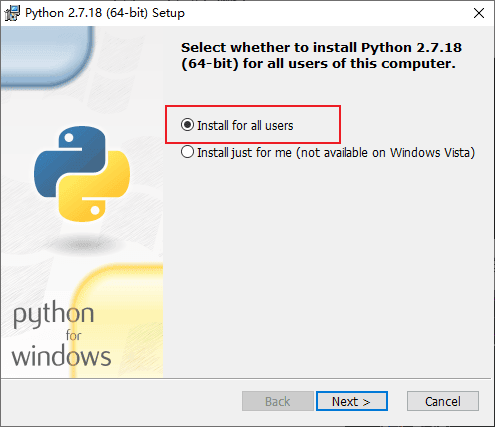 Python 2.7.18 (64-bit) Setup
Select whether to install Python 2.7.18
(64-bit) for all users of this computer.
Install for all users
Install just for me (not available on Windows Vista)
python
for
windows
Back
Next >
Cancel